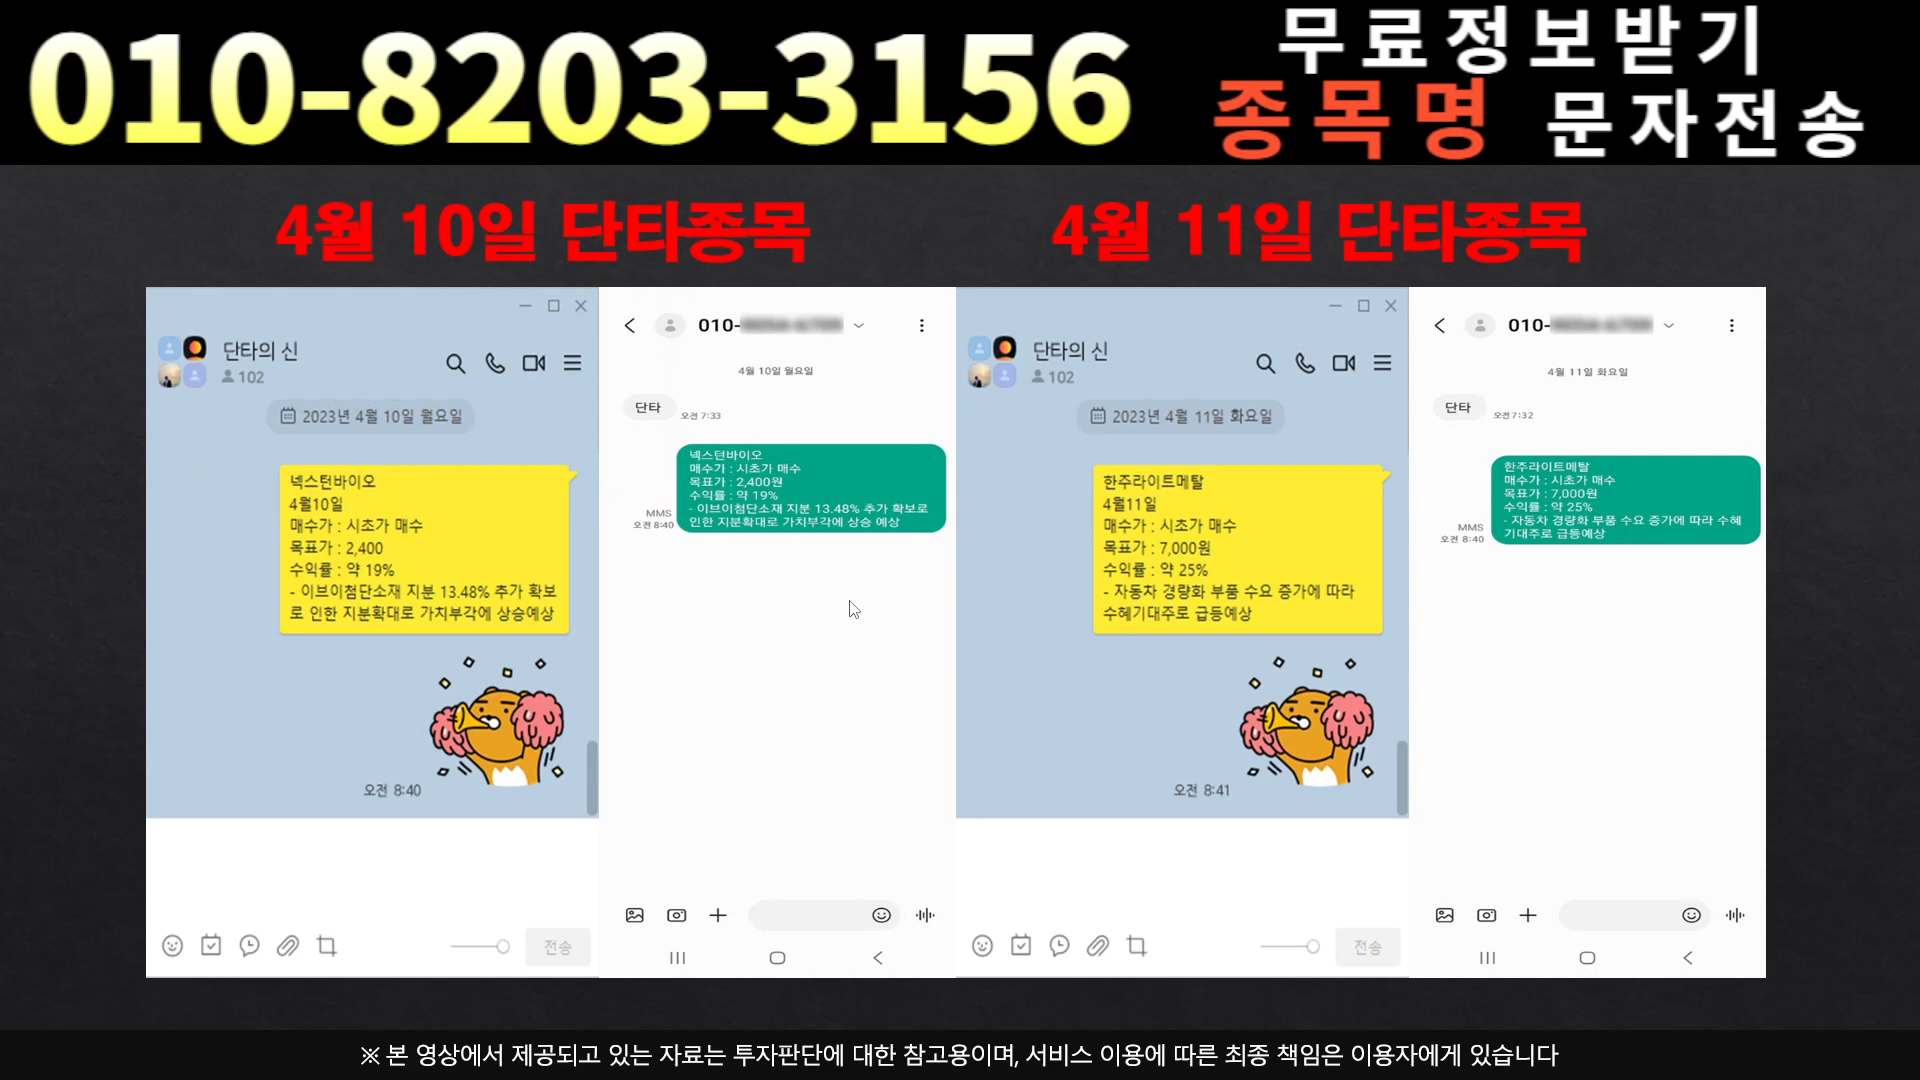 010-8203-3156
무료정보받기
종목명 문자전송
4월 10일 단타종목
4월 11일 단타종목
단타의 신
102
2023년 4월 10일 월요일
넥스턴바이오
4월10일
매수가 : 시초가 매수
목표가 : 2,400
수익률 : 약 19%
- 이브이첨단소재 지분 13.48% 추가 확보
로 인한 지분확대로 가치부각에 상승예상
오전 8:40
전송
010-
4월 10일 월요일
단타
오전 7:33
넥스턴바이오
매수가 : 시초가 매수
목표가 : 2,400원
수익률 : 약 19%
- 이브이첨단소재 지분 13.48% 추가 확보로
인한 지분확대로 가치부각에 상승 예상
MMS
오전 8:40
단타의 신
102
2023년 4월 11일 화요일
한주라이트메탈
4월11일
매수가 : 시초가 매수
목표가 : 7,000원
수익률 : 약 25%
- 자동차 경량화 부품 수요 증가에 따라
수혜기대주로 급등예상
오전 8:41
전송
010-
4월 11일 화요일
단타
오전 7:32
한주라이트메탈
매수가 : 시초가 매수
목표가 : 7,000원
수익률 : 약 25%
- 자동차 경량화 부품 수요 증가에 따라 수혜
기대주로 급등예상
MMS
오전 8:40
※ 본 영상에서 제공되고 있는 자료는 투자판단에 대한 참고용이며, 서비스 이용에 따른 최종 책임은 이용자에게 있습니다